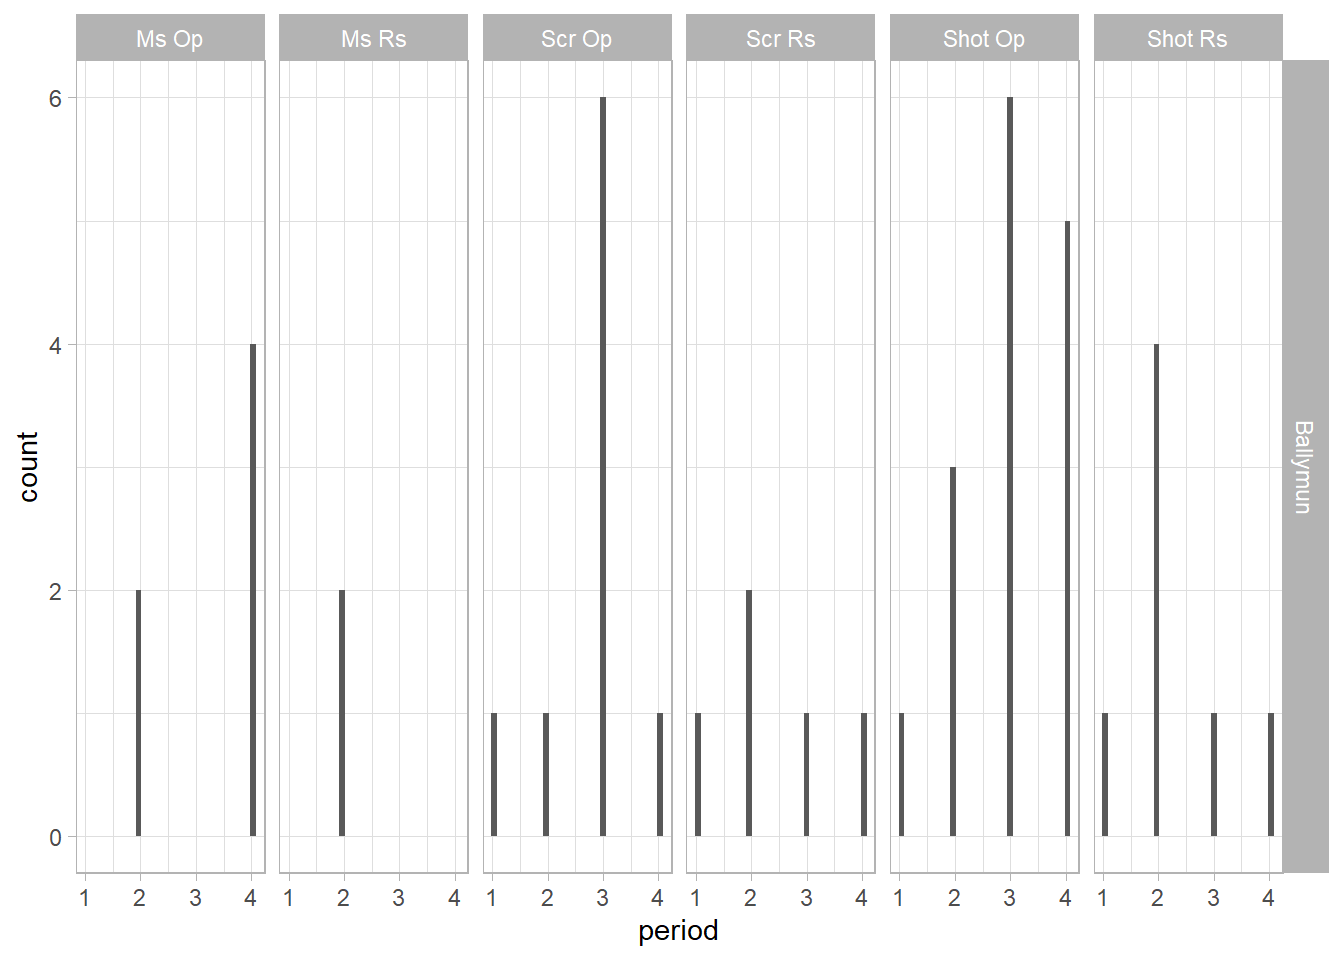 Ms Op Ms Rs Scr Op Scr Rs Shot Op Shot Rs
6
4
2
0
count
Ballymun
1 2 3 4 1 2 3 4 1 2 3 4 1 2 3 4 1 2 3 4 1 2 3 4
period